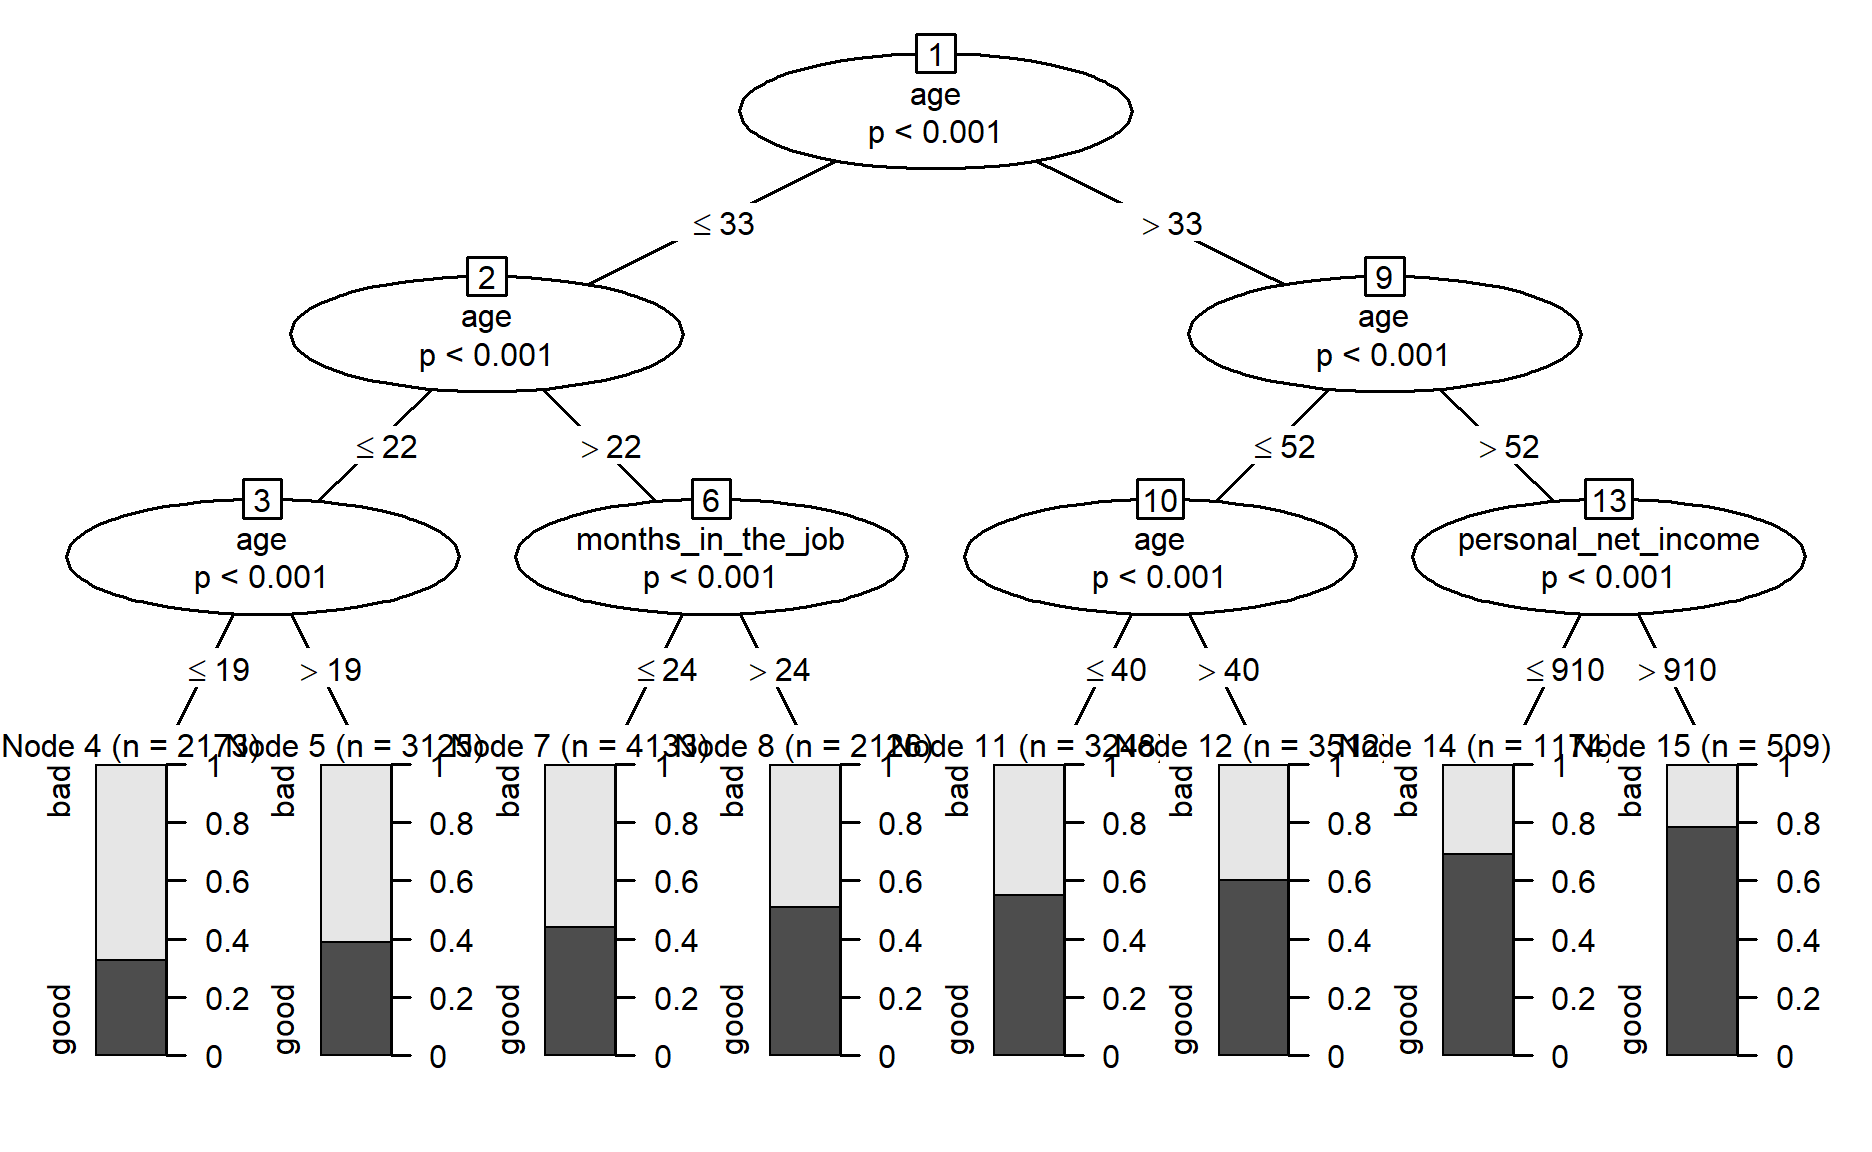 1
age
p < 0.001
≤ 33
> 33
2
age
p < 0.001
9
age
p < 0.001
≤ 22
> 22
≤ 52
> 52
3
age
p < 0.001
6
months_in_the_job
p < 0.001
10
age
p < 0.001
13
personal_net_income
p < 0.001
≤ 19
> 19
≤ 24
> 24
≤ 40
> 40
≤ 910
> 910
Node 4 (n = 2173)
bad
good
1
0.8
0.6
0.4
0.2
0
Node 5 (n = 3125)
bad
good
1
0.8
0.6
0.4
0.2
0
Node 7 (n = 4133)
bad
good
1
0.8
0.6
0.4
0.2
0
Node 8 (n = 2126)
bad
good
1
0.8
0.6
0.4
0.2
0
Node 11 (n = 3248)
bad
good
1
0.8
0.6
0.4
0.2
0
Node 12 (n = 3512)
bad
good
1
0.8
0.6
0.4
0.2
0
Node 14 (n = 1174)
bad
good
1
0.8
0.6
0.4
0.2
0
Node 15 (n = 509)
bad
good
1
0.8
0.6
0.4
0.2
0